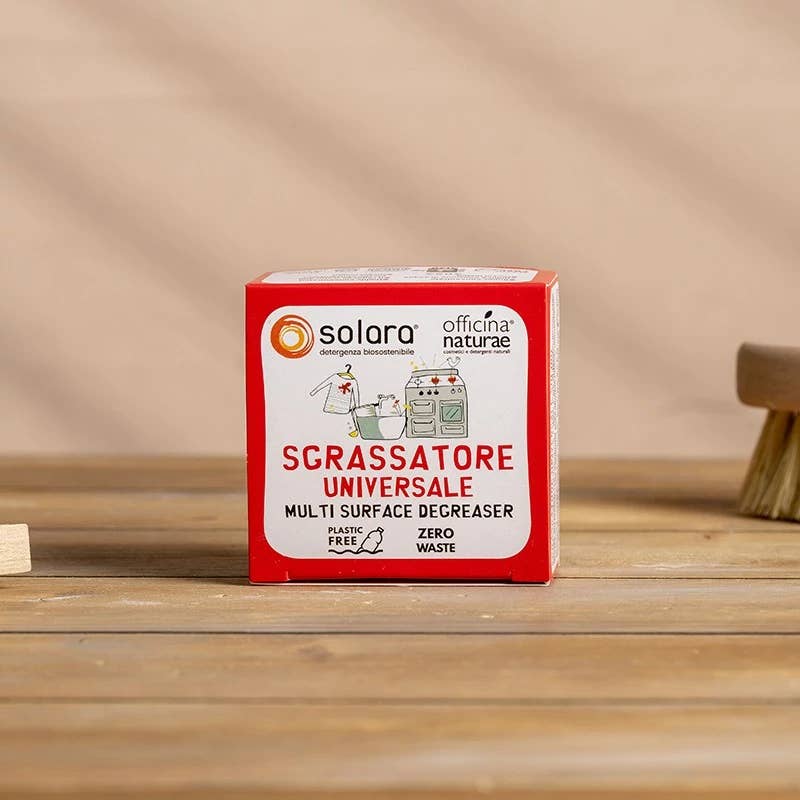 solara®
detergenza biosostenibile
officina®
naturae
cosmetici e detergenti naturali
SGRASSATORE
UNIVERSALE
MULTI SURFACE DEGREASER
PLASTIC
FREE
ZERO
WASTE